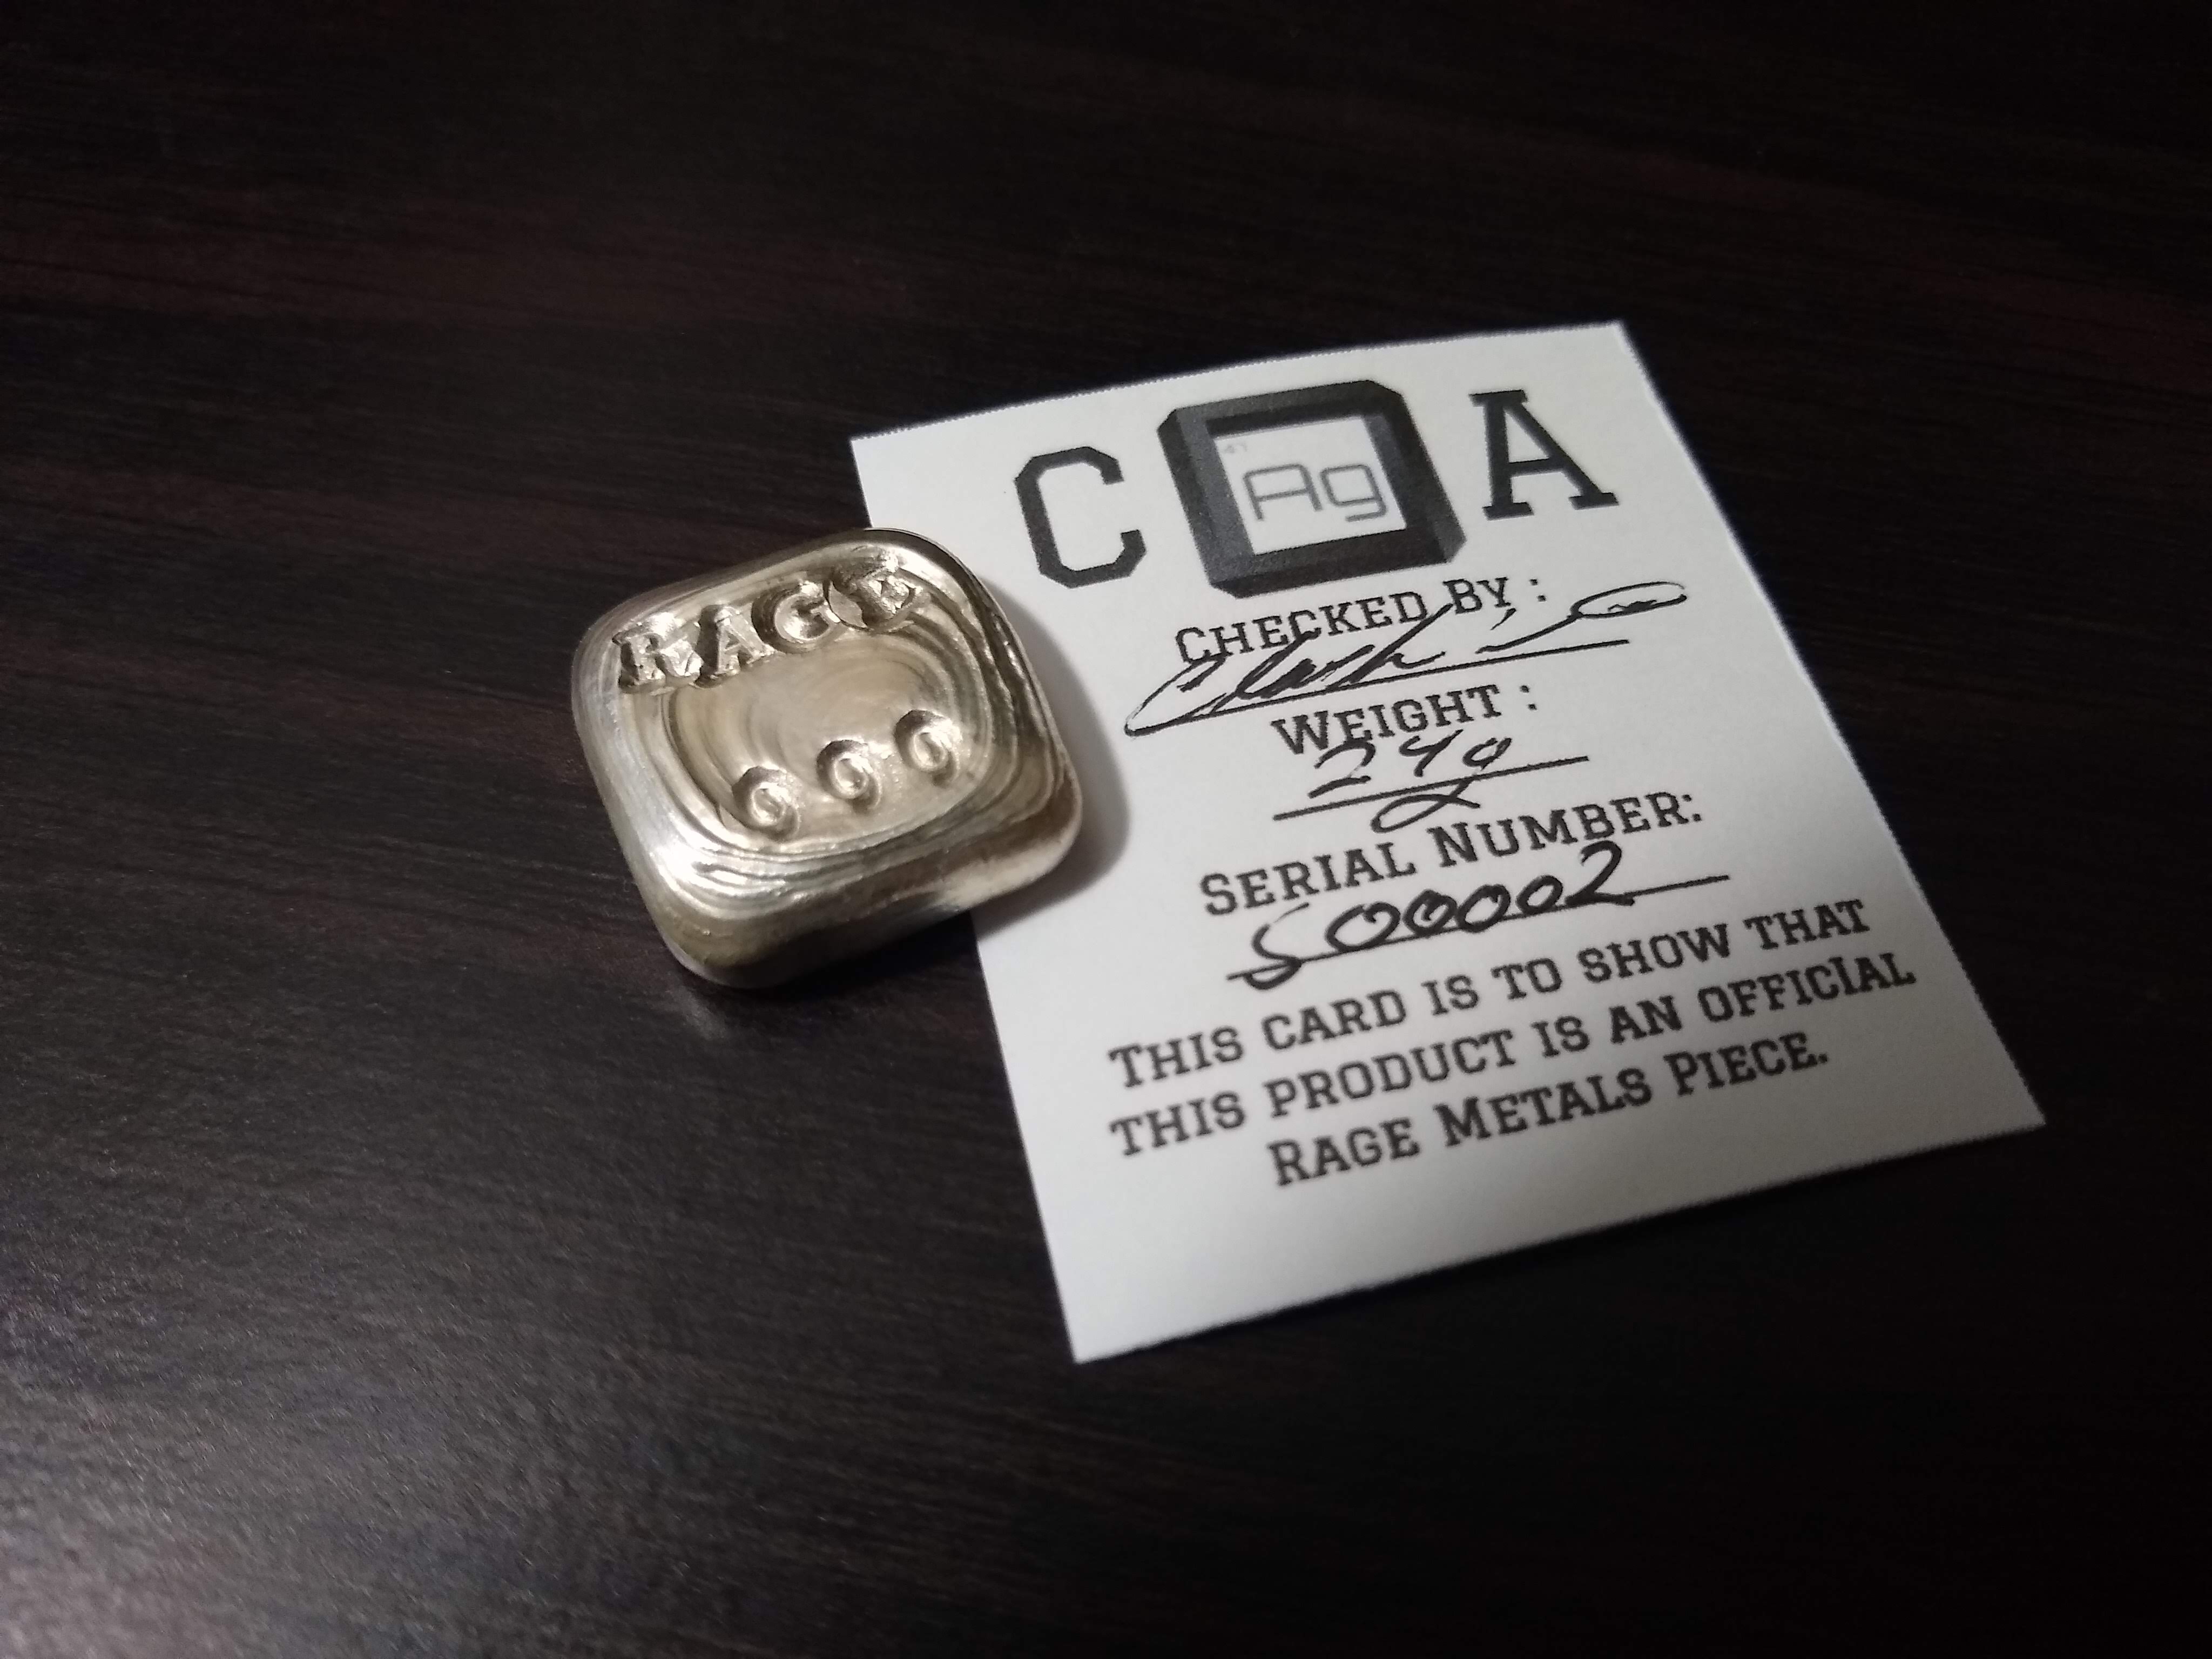 RAGE
C A
47
Ag
CHECKED BY :
WEIGHT :
24g
SERIAL NUMBER:
S00002
THIS CARD IS TO SHOW THAT
THIS PRODUCT IS AN OFFICIAL
RAGE METALS PIECE.